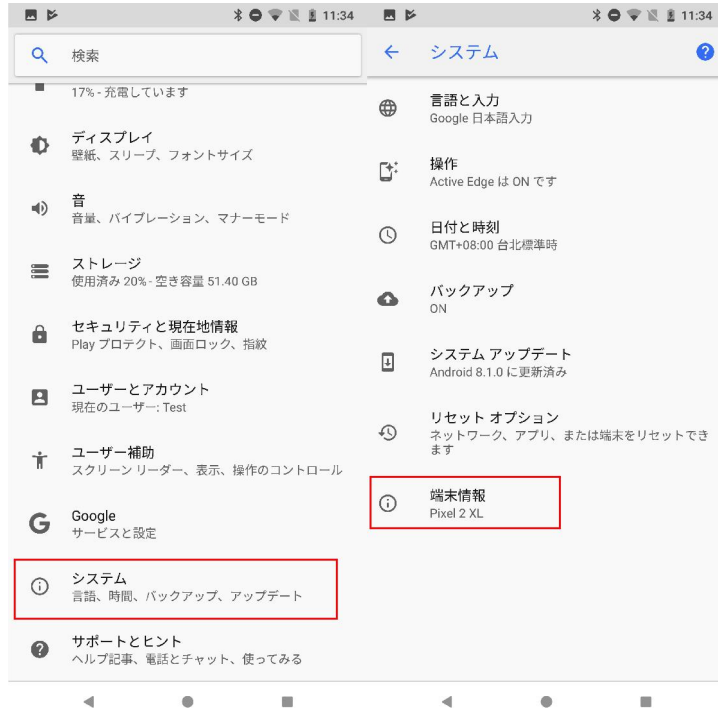 11:34
検索
17% - 充電しています
ディスプレイ
壁紙、スリープ、フォントサイズ
音
音量、バイブレーション、マナーモード
ストレージ
使用済み 20% - 空き容量 51.40 GB
セキュリティと現在地情報
Play プロテクト、画面ロック、指紋
ユーザーとアカウント
現在のユーザー: Test
ユーザー補助
スクリーン リーダー、表示、操作のコントロール
Google
サービスと設定
システム
言語、時間、バックアップ、アップデート
サポートとヒント
ヘルプ記事、電話とチャット、使ってみる
11:34
システム
言語と入力
Google 日本語入力
操作
Active Edge は ON です
日付と時刻
GMT+08:00 台北標準時
バックアップ
ON
システム アップデート
Android 8.1.0 に更新済み
リセット オプション
ネットワーク、アプリ、または端末をリセットでき
ます
端末情報
Pixel 2 XL